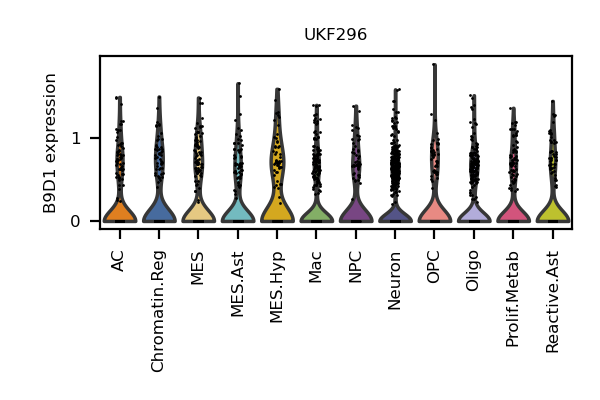 UKF296
B9D1 expression
1
0
AC
Chromatin.Reg
MES
MES.Ast
MES.Hyp
Mac
NPC
Neuron
OPC
Oligo
Prolif.Metab
Reactive.Ast